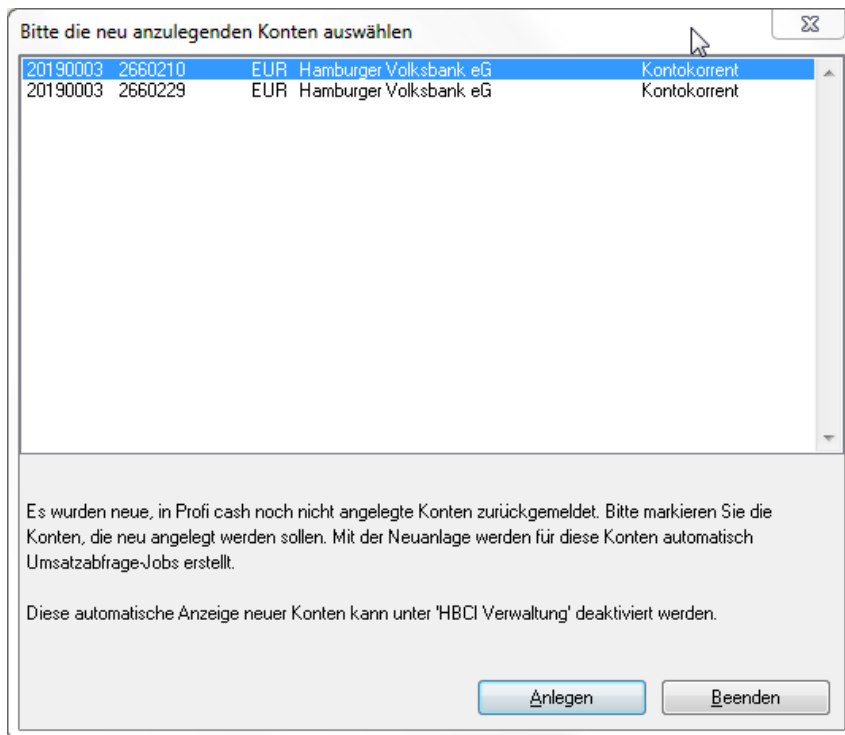 Bitte die neu anzulegenden Konten auswählen
20190003 2660210 EUR Hamburger Volksbank eG Kontokorrent
20190003 2660229 EUR Hamburger Volksbank eG Kontokorrent
Es wurden neue, in Profi cash noch nicht angelegte Konten zurückgemeldet. Bitte markieren Sie die
Konten, die neu angelegt werden sollen. Mit der Neuanlage werden für diese Konten automatisch
Umsatzabfrage-Jobs erstellt.
Diese automatische Anzeige neuer Konten kann unter 'HBCI Verwaltung' deaktiviert werden.
Anlegen Beenden